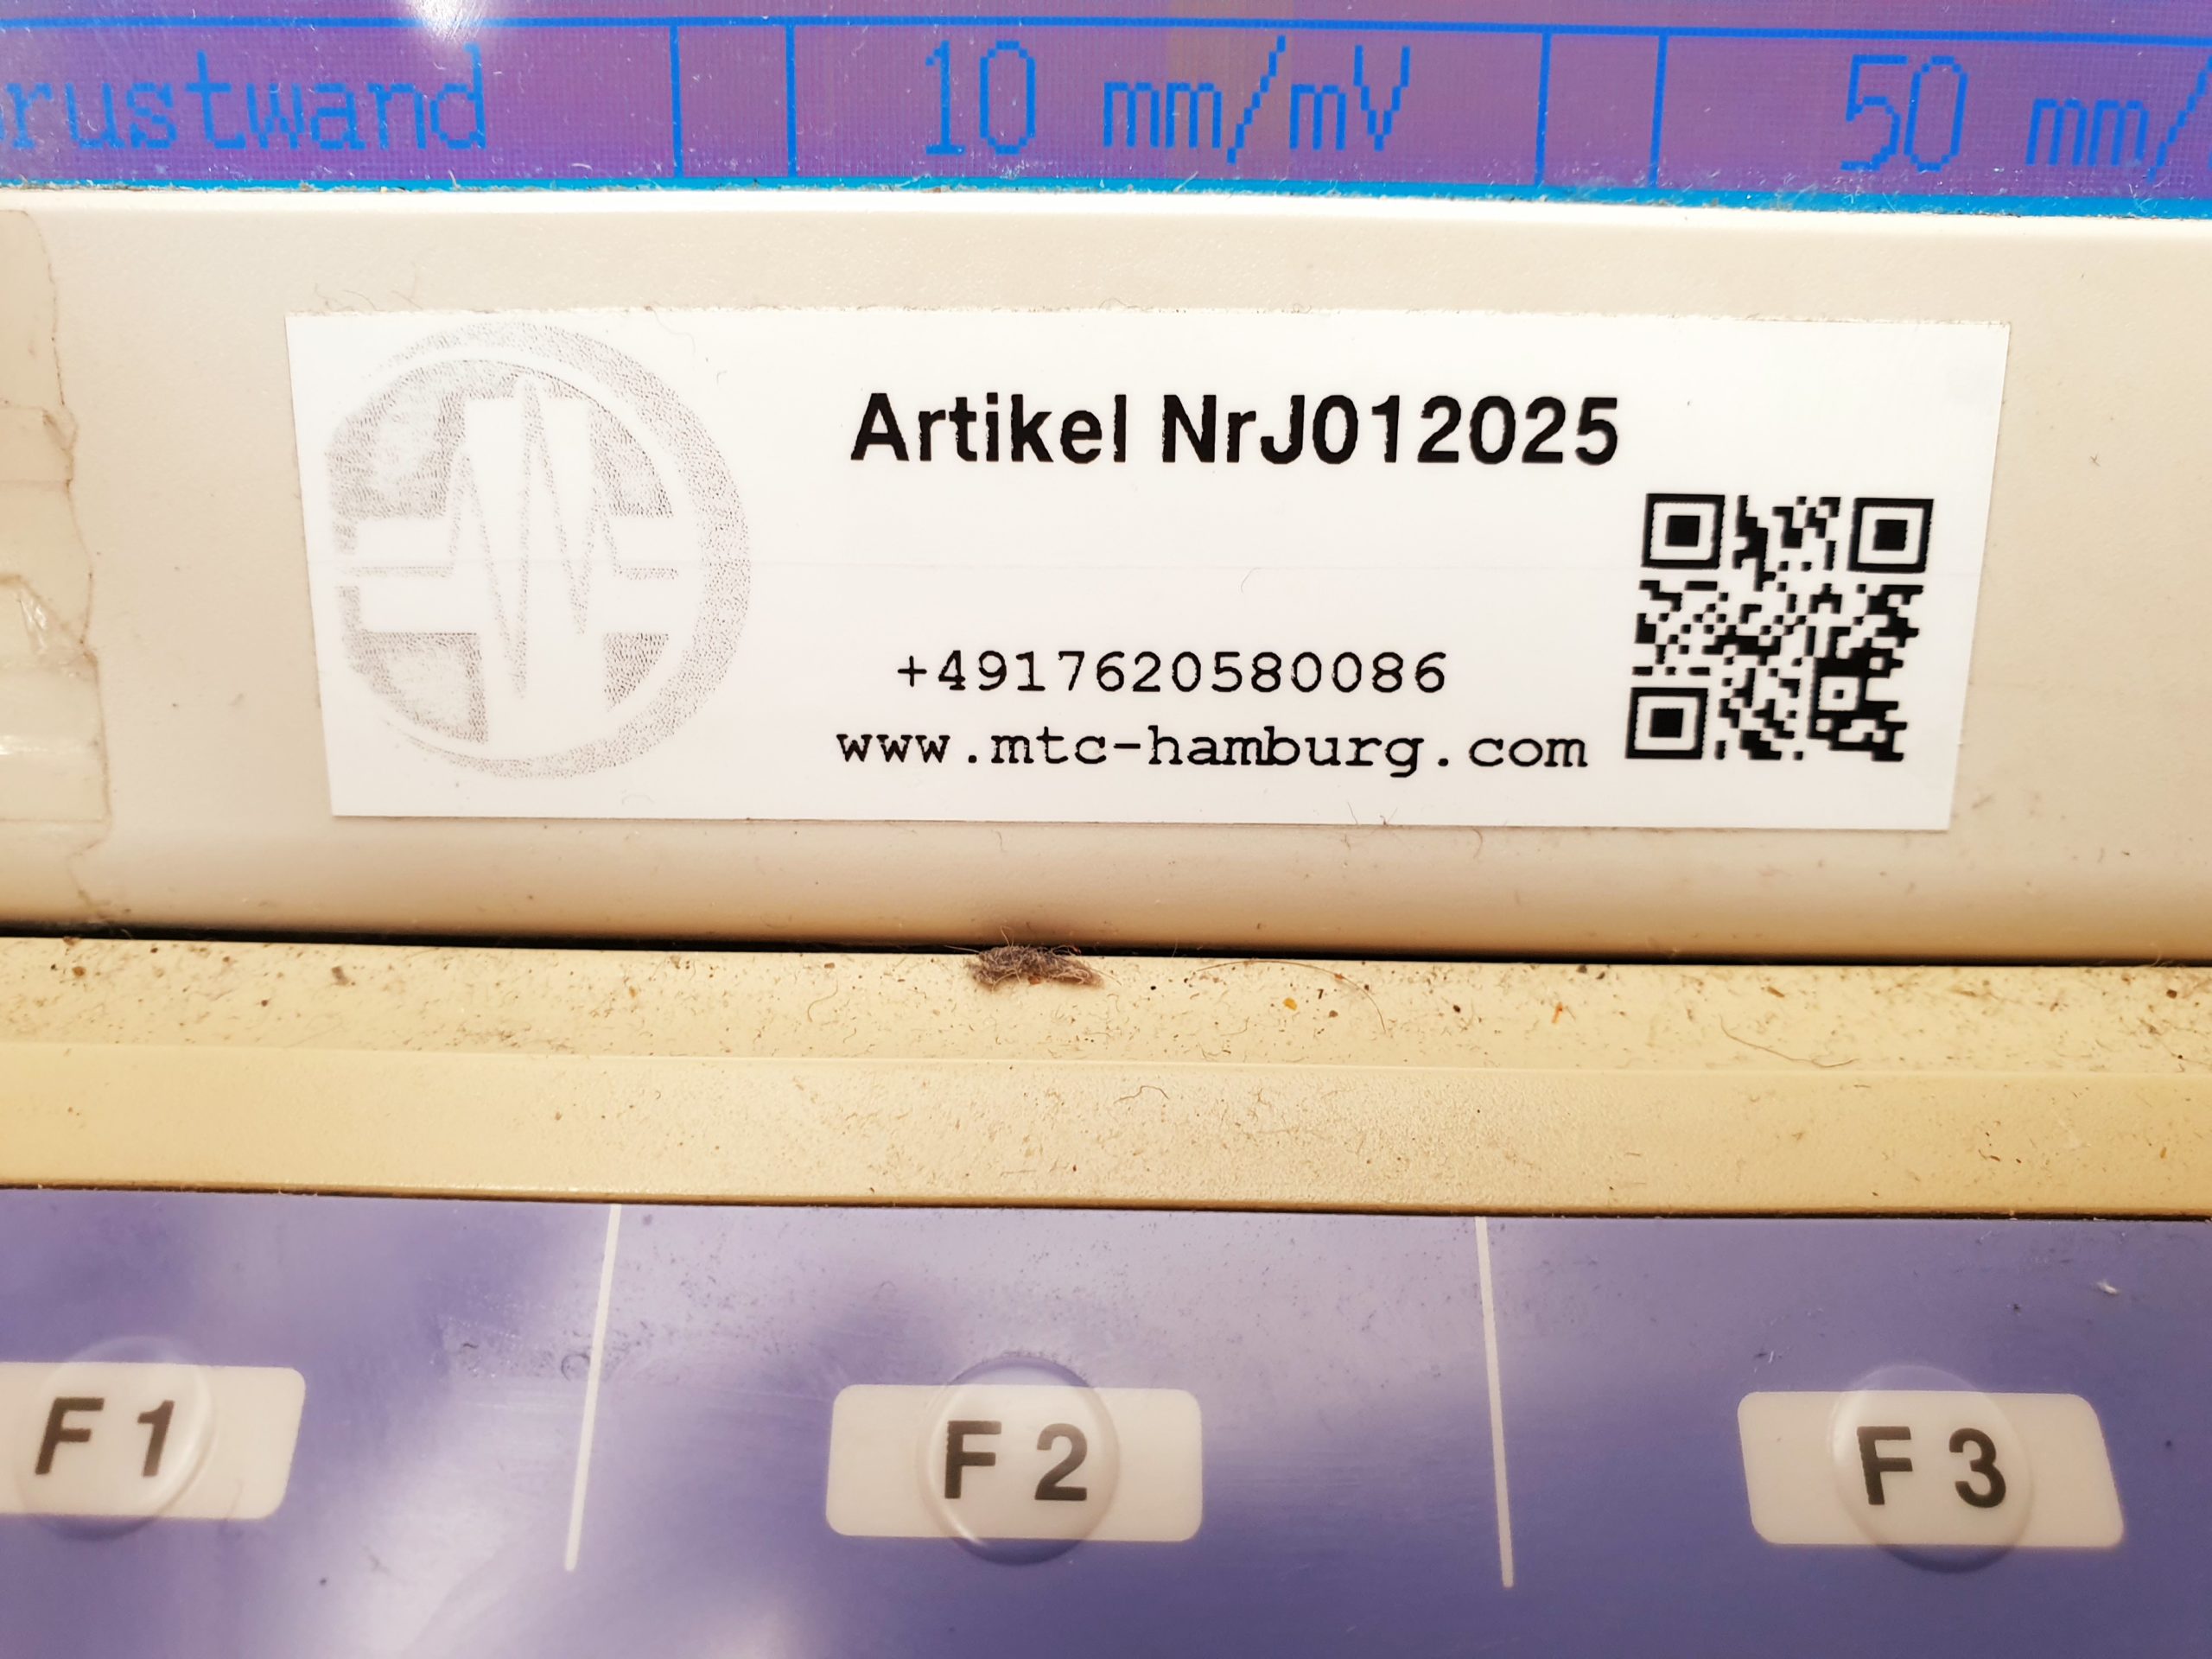 rustwand 10 mm/mV 50 mm/
Artikel NrJ012025
+4917620580086
www.mtc-hamburg.com
F1 F2 F3